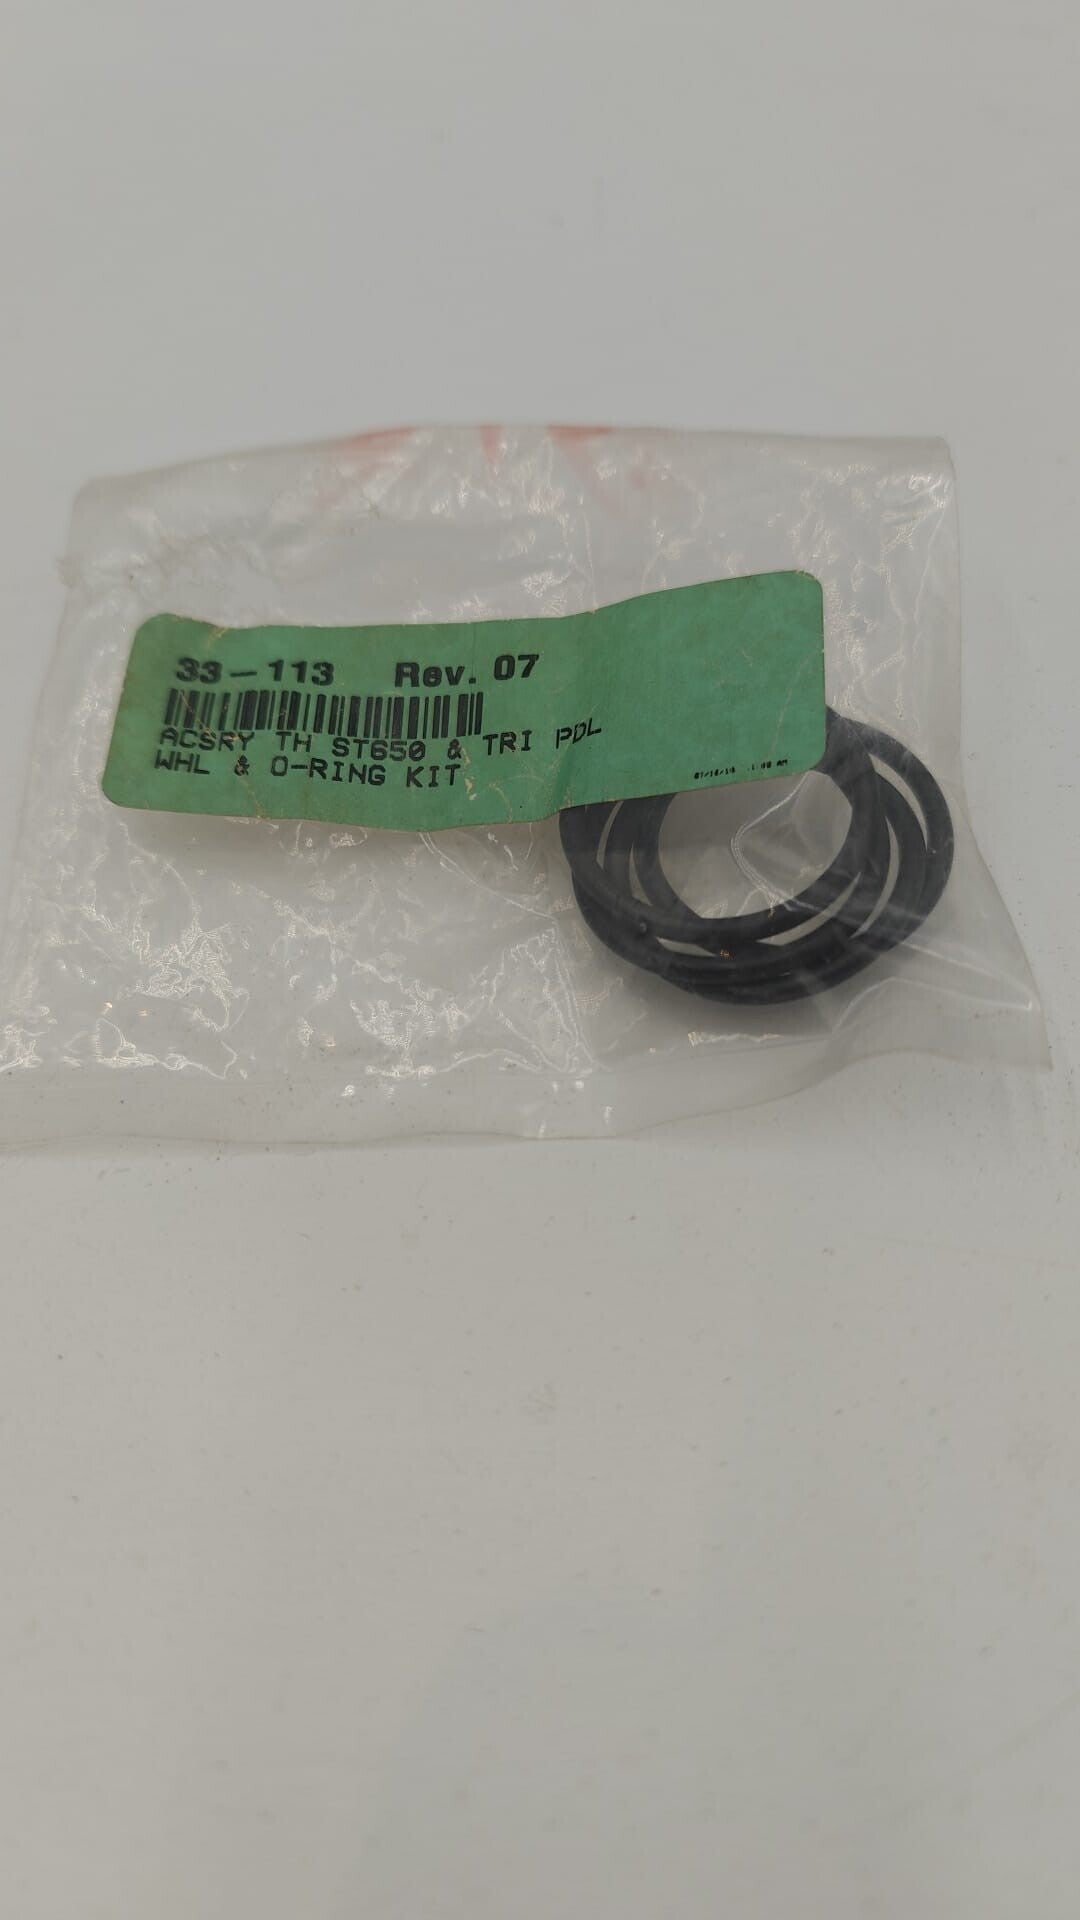 33-113 Rev. 07
ACSRY TH ST650 & TRI PDL
WHL & O-RING KIT